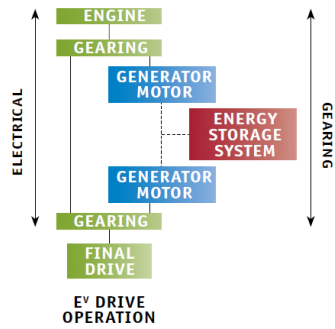 ENGINE
GEARING
GENERATOR
MOTOR
ENERGY
STORAGE
SYSTEM
GENERATOR
MOTOR
GEARING
FINAL
DRIVE
ELECTRICAL
GEARING
Eᵛ DRIVE
OPERATION